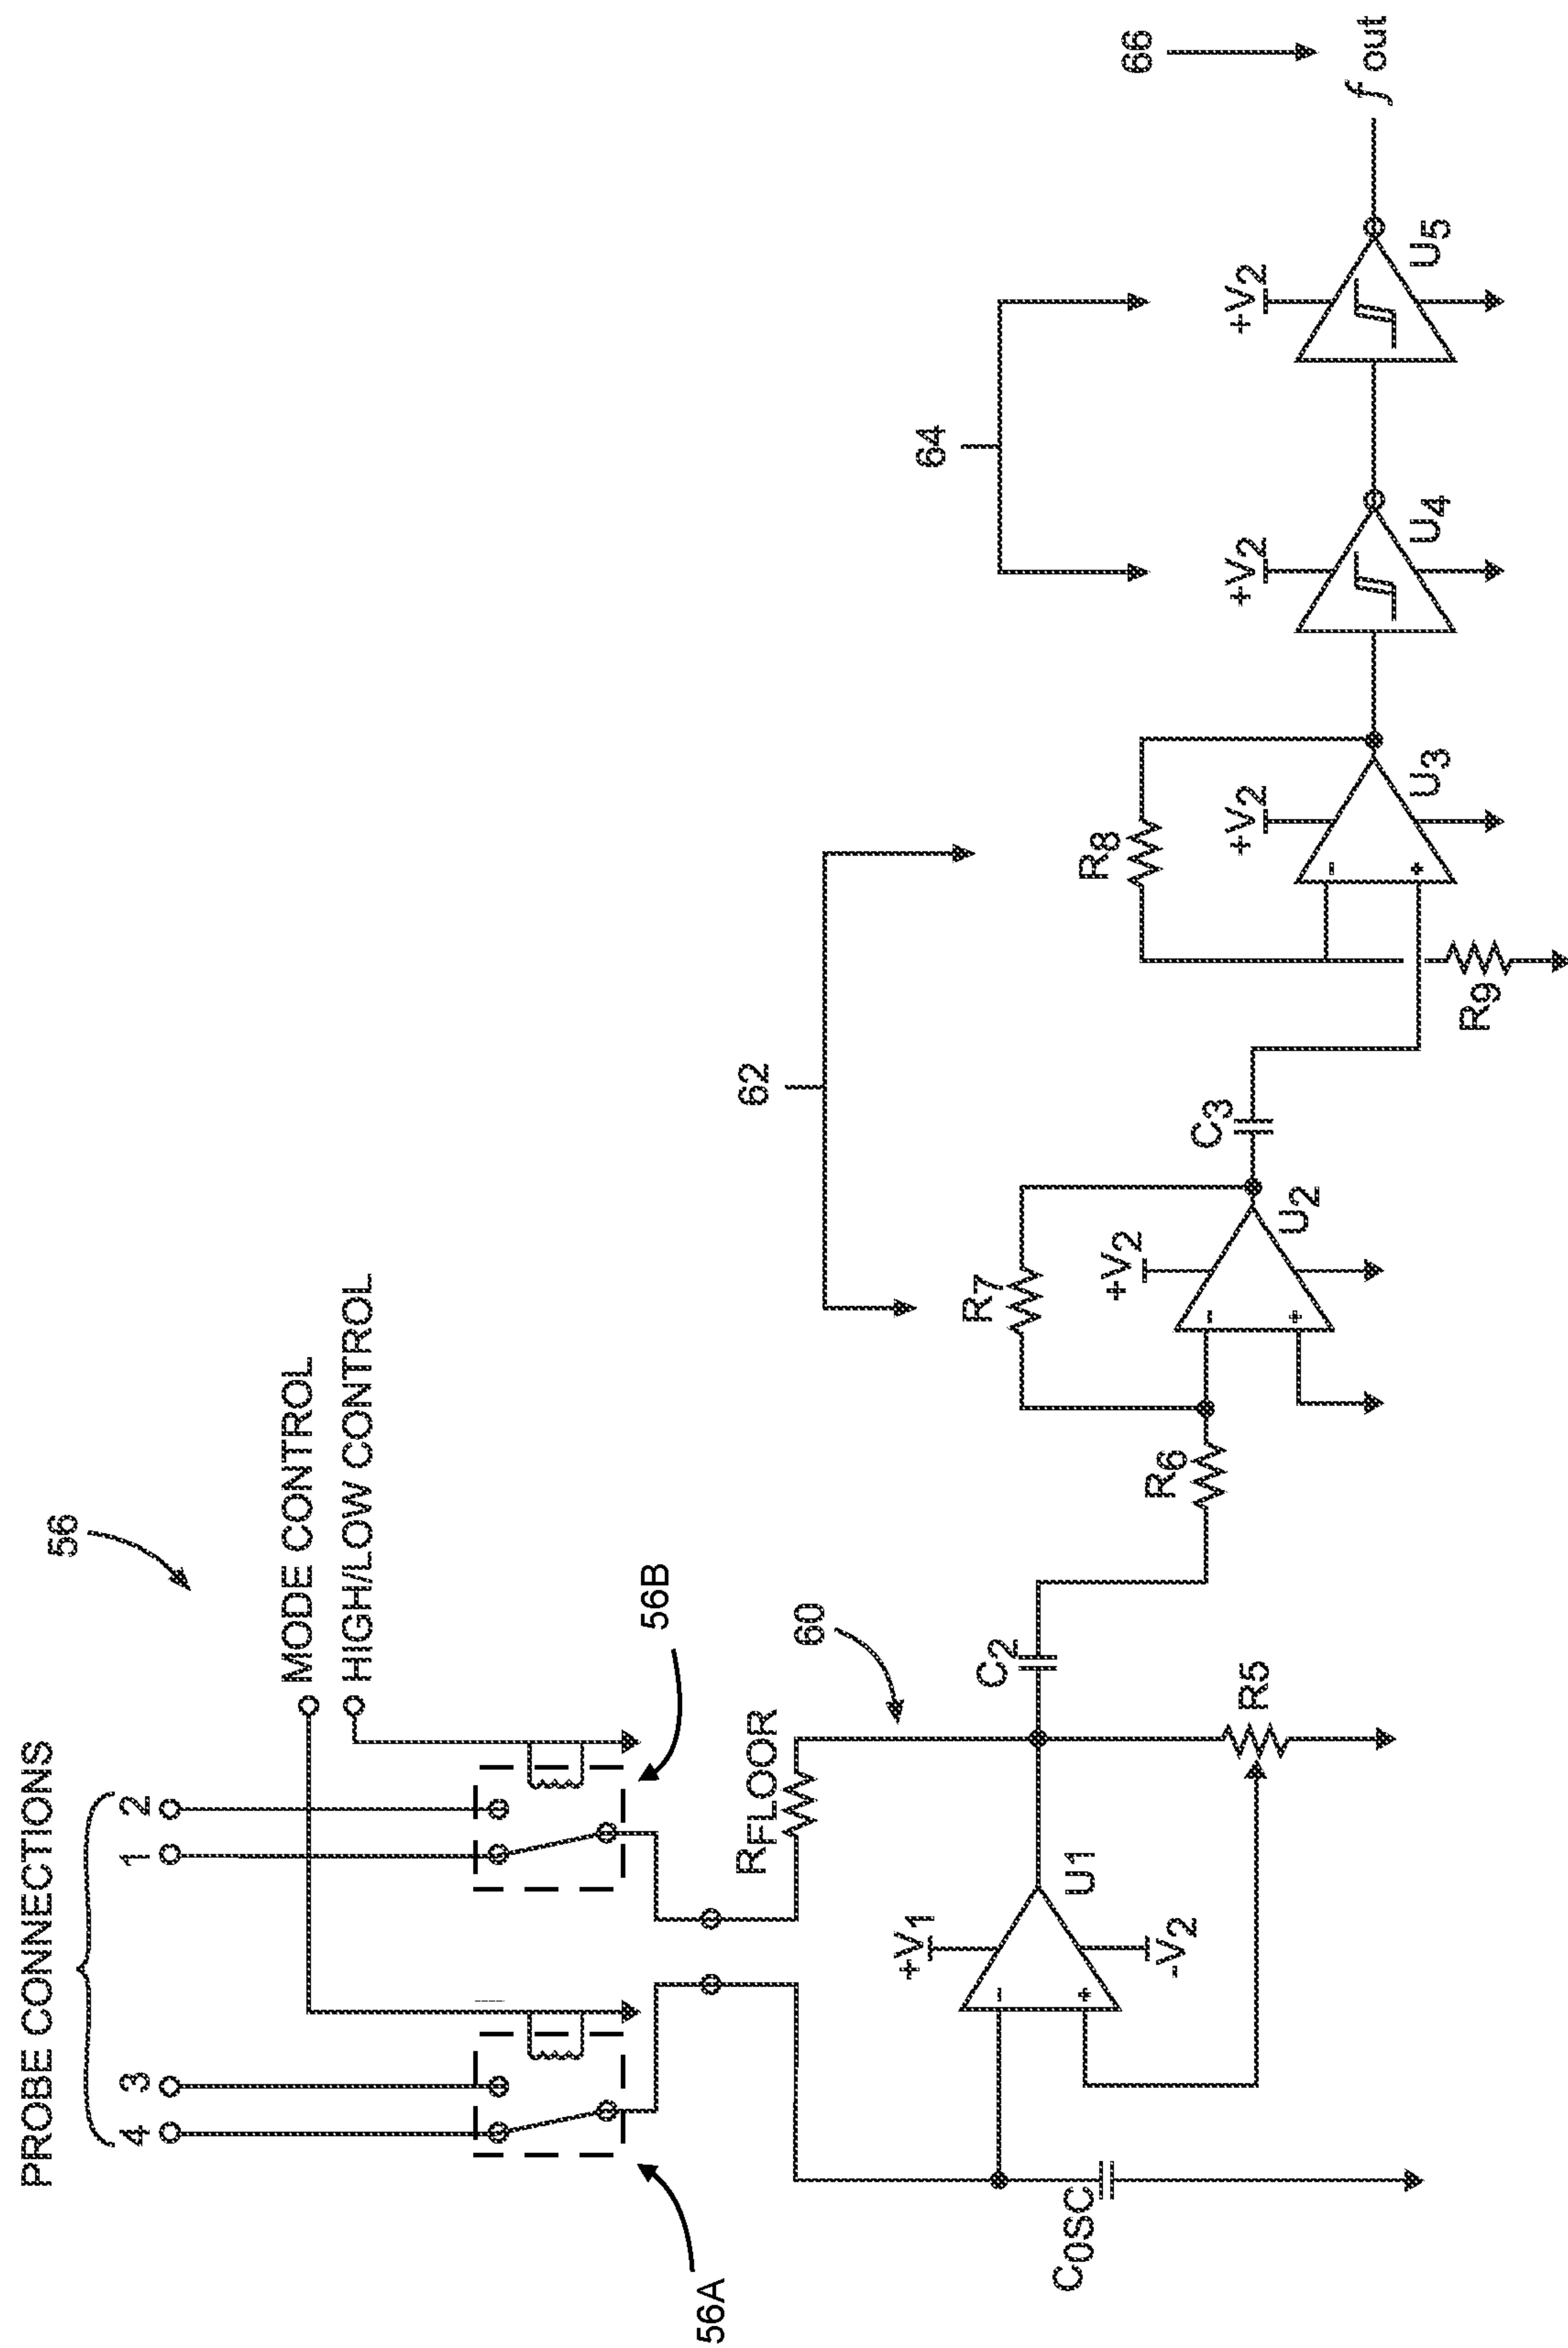 PROBE CONNECTIONS
4
3
1
2
56
MODE CONTROL
HIGH/LOW CONTROL
56A
56B
60
RFLOOR
C0SC
+V1
-V2
U1
R5
C2
R6
R7
+V2
U2
C3
62
R8
R9
+V2
U3
64
+V2
U4
+V2
U5
66
f out
- +
- +
- +